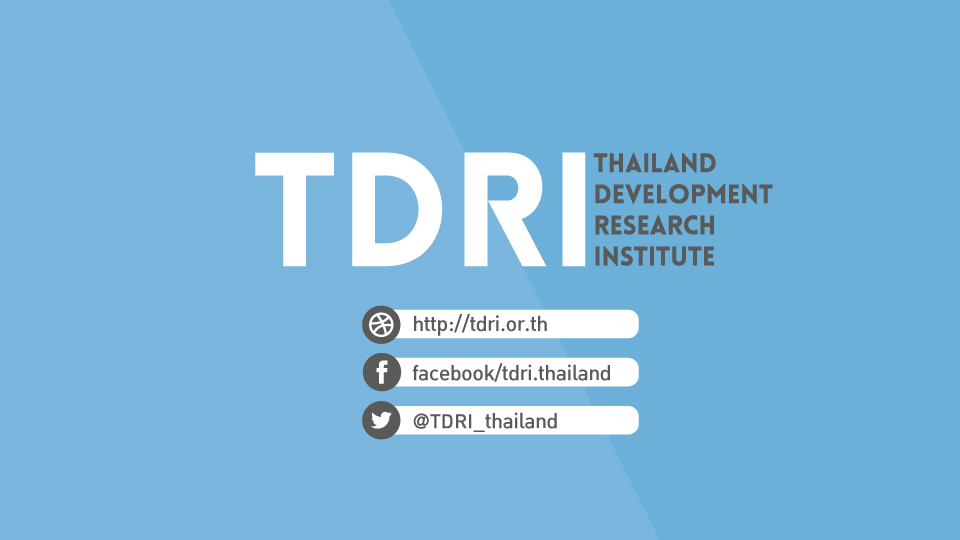 TDRI
THAILAND
DEVELOPMENT
RESEARCH
INSTITUTE
http://tdri.or.th
facebook/tdri.thailand
@TDRI_thailand